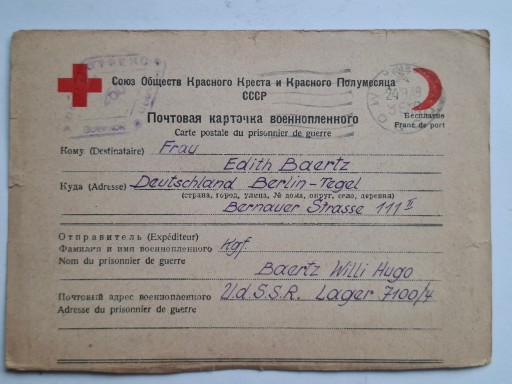 Союз Обществ Красного Креста и Красного Полумесяца
СССР
Почтовая карточка военнопленного
Carte postale du prisonnier de guerre
Бесплатно
Franc de port
Кому (Destinataire) Frau
Edith Baertz
Куда (Adresse) Deutschland Berlin-Tegel
(страна, город, улица, № дома, округ, село, деревня)
Bernauer Strasse 111 II
Отправитель (Expéditeur)
Фамилия и имя военнопленного Kgf.
Nom du prisonnier de guerre
Baertz Willi Hugo
Почтовый адрес военнопленного U.d.S.S.R. Lager 7100/4
Adresse du prisonnier de guerre